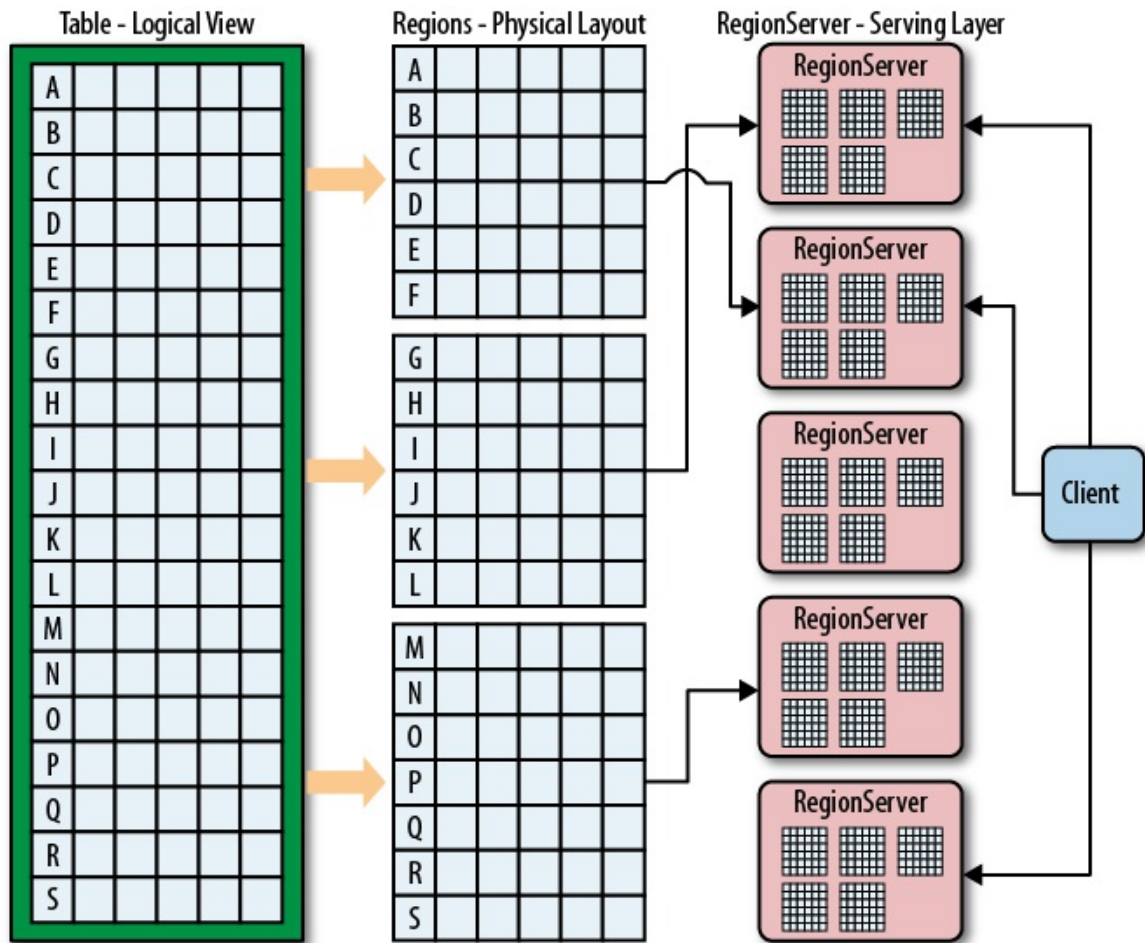 Table - Logical View
A
B
C
D
E
F
G
H
I
J
K
L
M
N
O
P
Q
R
S
Regions - Physical Layout
A
B
C
D
E
F
G
H
I
J
K
L
M
N
O
P
Q
R
S
RegionServer - Serving Layer
RegionServer
RegionServer
RegionServer
RegionServer
RegionServer
Client